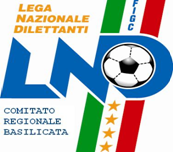 LEGA
NAZIONALE
DILETTANTI
FIGC
LND
COMITATO
REGIONALE
BASILICATA